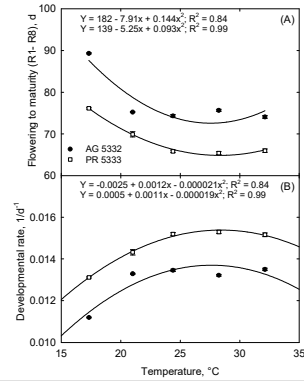 Y = 182 - 7.91x + 0.144x²; R² = 0.84 (A)
Y = 139 - 5.25x + 0.093x²; R² = 0.99
Flowering to maturity (R1- R8), d
100
90
80
70
60
AG 5332
PR 5333
Y = -0.0025 + 0.0012x - 0.000021x²; R² = 0.84
Y = 0.0005 + 0.0011x - 0.000019x²; R² = 0.99
(B)
Developmental rate, 1/d⁻¹
0.016
0.014
0.012
0.010
15 20 25 30 35
Temperature, °C